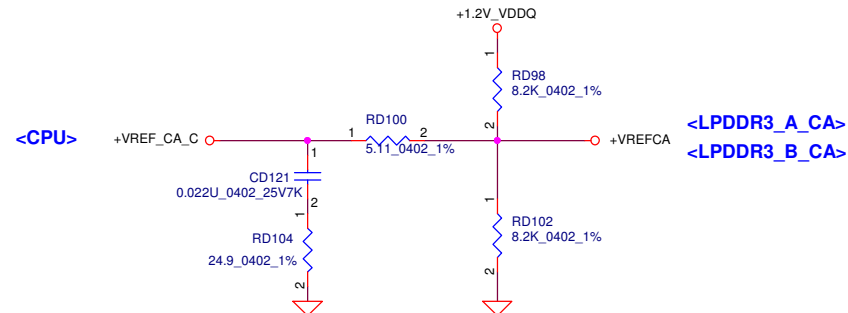 +1.2V_VDDQ
1
RD98
8.2K_0402_1%
2
<CPU>
+VREF_CA_C
RD100
1
2
5.11_0402_1%
+VREFCA
<LPDDR3_A_CA>
<LPDDR3_B_CA>
1
CD121
0.022U_0402_25V7K
2
1
RD104
24.9_0402_1%
2
1
RD102
8.2K_0402_1%
2